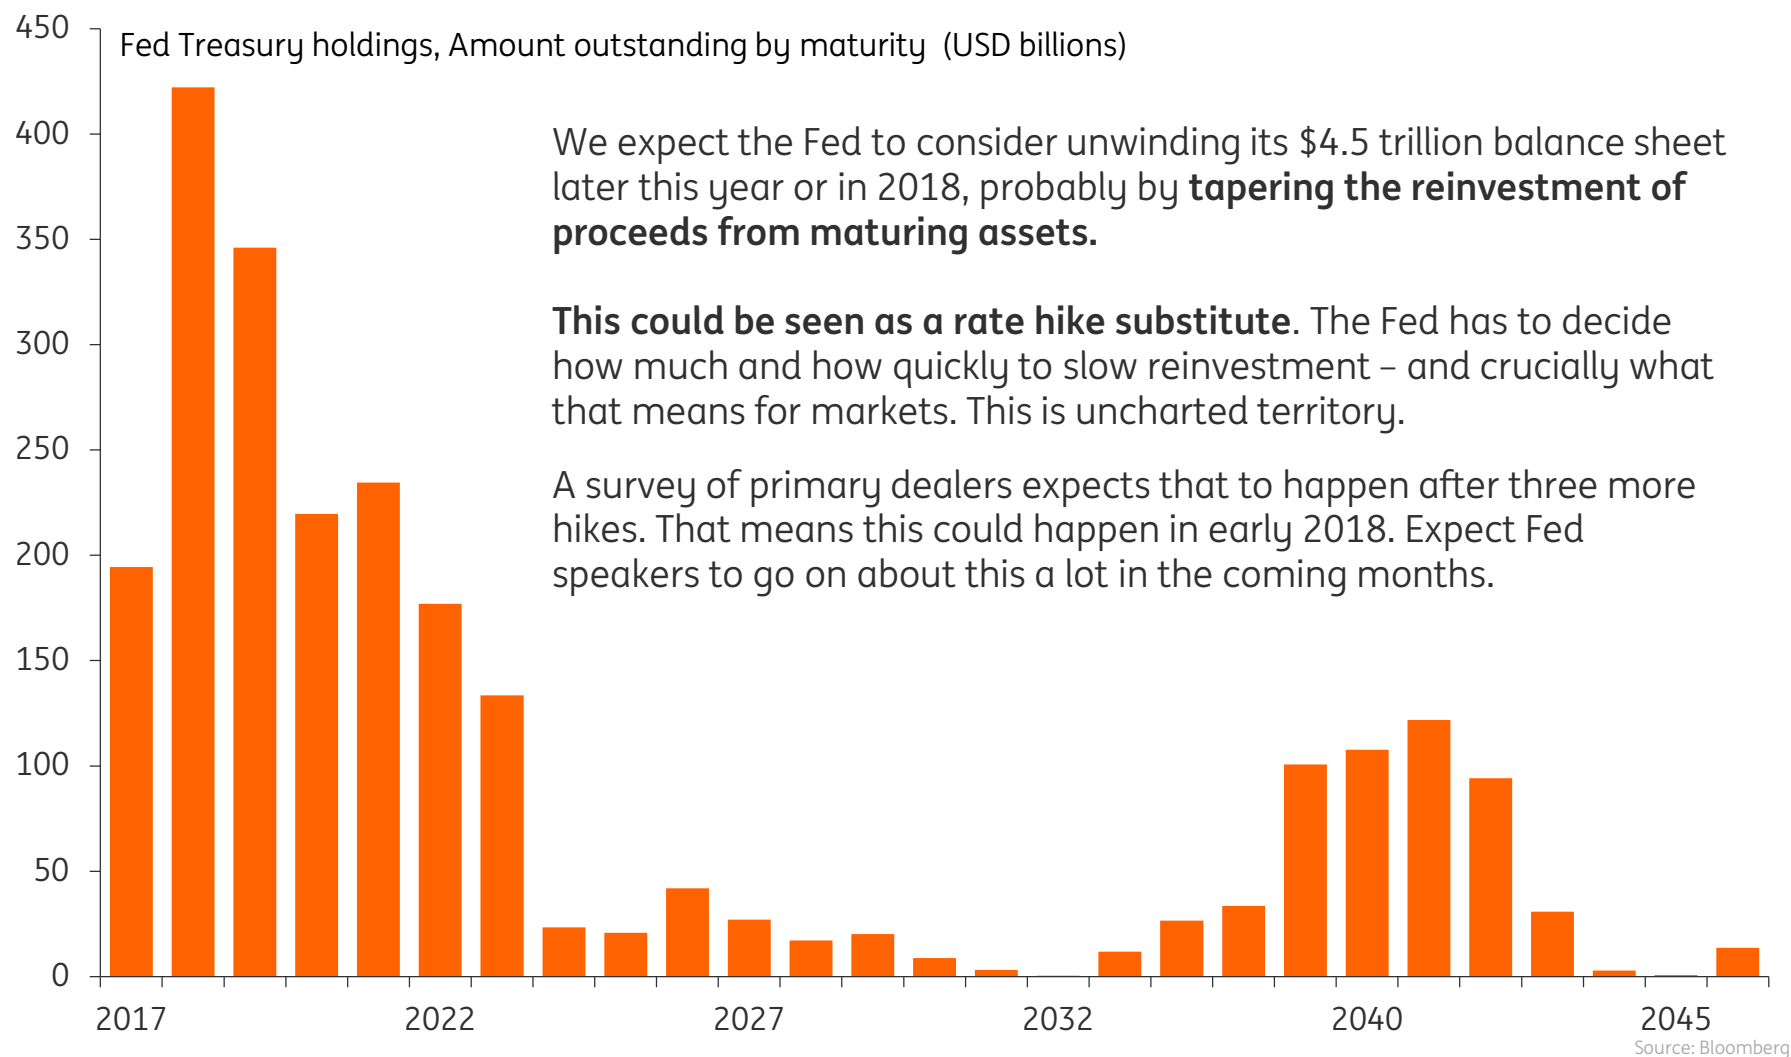 Fed Treasury holdings, Amount outstanding by maturity (USD billions)
We expect the Fed to consider unwinding its $4.5 trillion balance sheet
later this year or in 2018, probably by tapering the reinvestment of
proceeds from maturing assets.
This could be seen as a rate hike substitute. The Fed has to decide
how much and how quickly to slow reinvestment – and crucially what
that means for markets. This is uncharted territory.
A survey of primary dealers expects that to happen after three more
hikes. That means this could happen in early 2018. Expect Fed
speakers to go on about this a lot in the coming months.
450
400
350
300
250
200
150
100
50
0
2017 2022 2027 2032 2040 2045
Source: Bloomberg